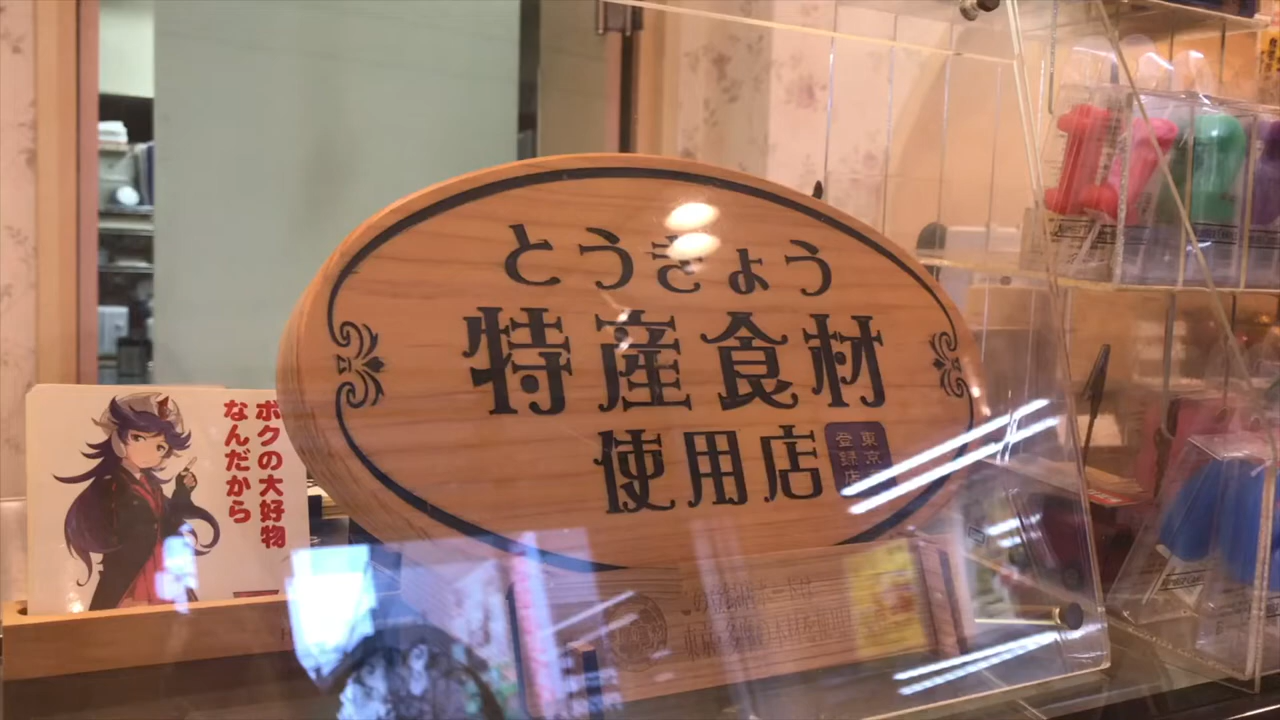 とうきょう
特産食材
使用店
東京
登録店
ボクの大好物
なんだから